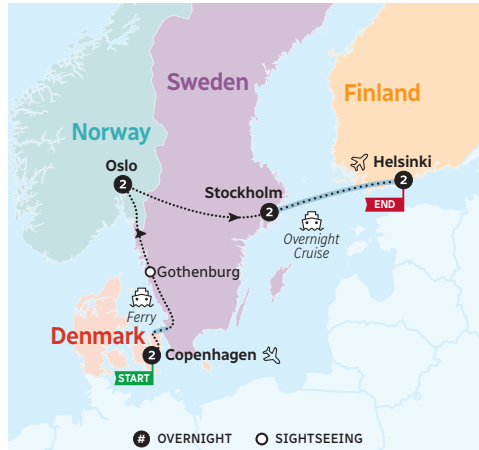 Sweden
Finland
Norway
Oslo
2
Helsinki
2
END
Stockholm
2
Overnight
Cruise
Gothenburg
Ferry
Denmark
2
Copenhagen
START
# OVERNIGHT
SIGHTSEEING